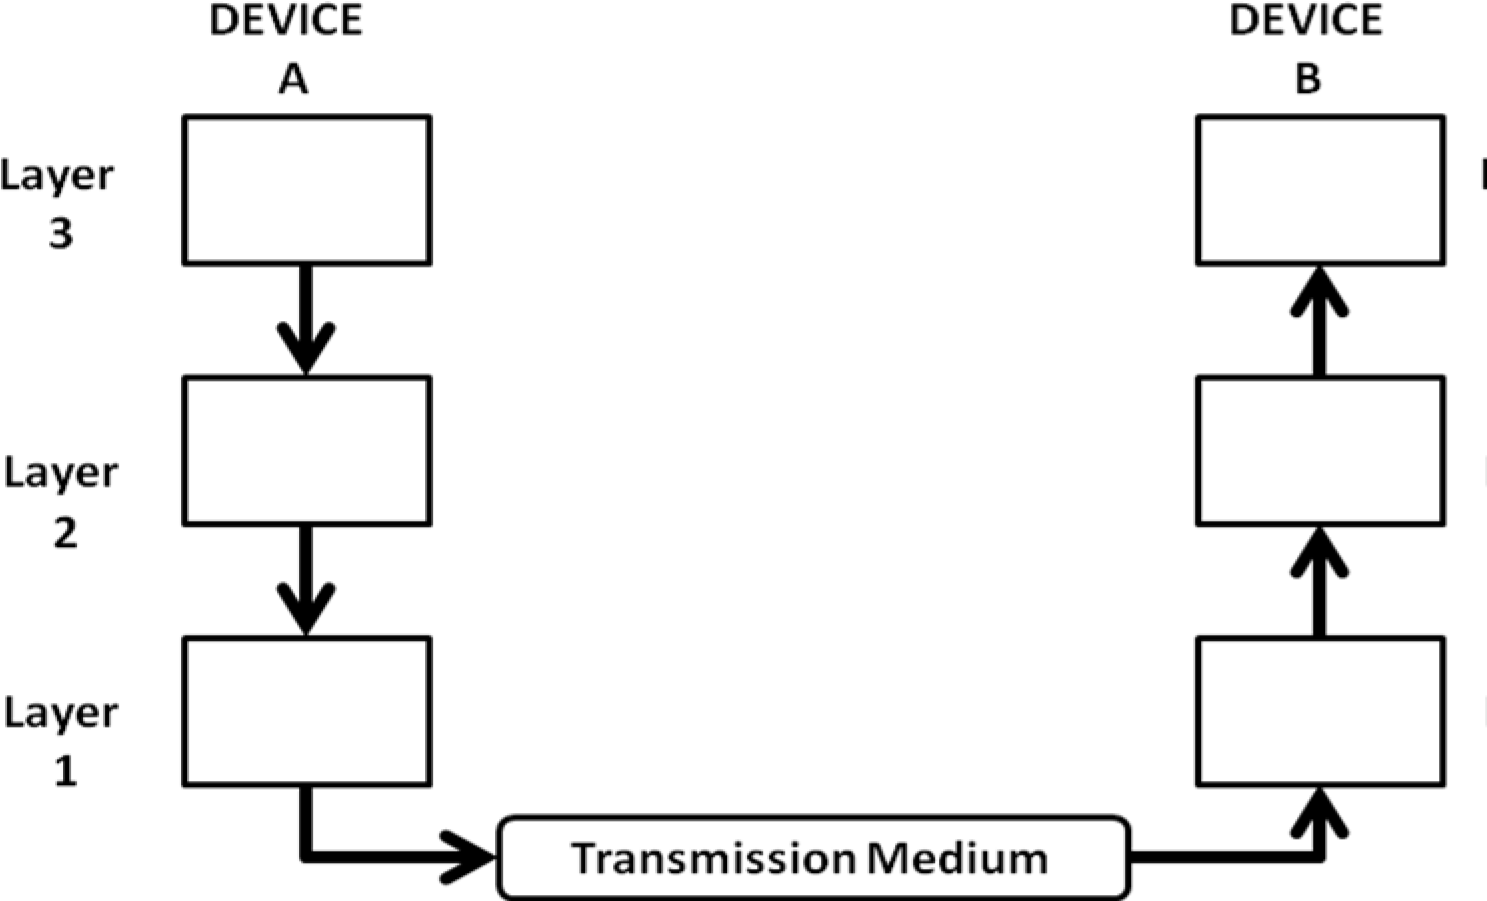 DEVICE
A
DEVICE
B
Layer
3
Layer
2
Layer
1
Transmission Medium